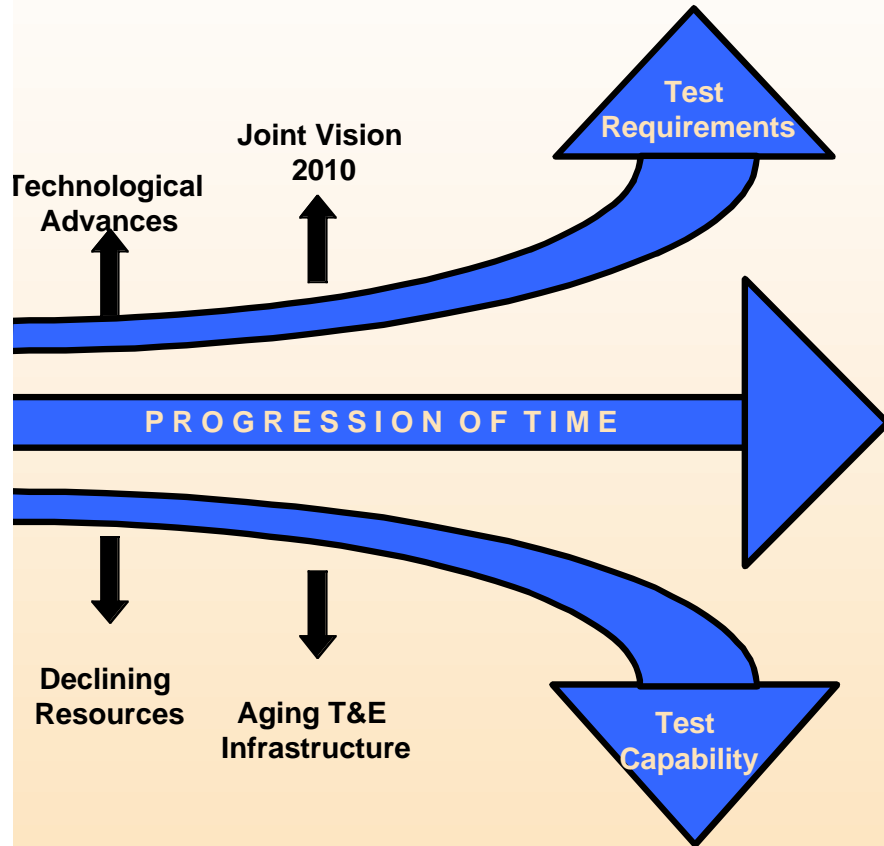 Test
Requirements
Joint Vision
2010
Technological
Advances
PROGRESSION OF TIME
Declining
Resources
Aging T&E
Infrastructure
Test
Capability